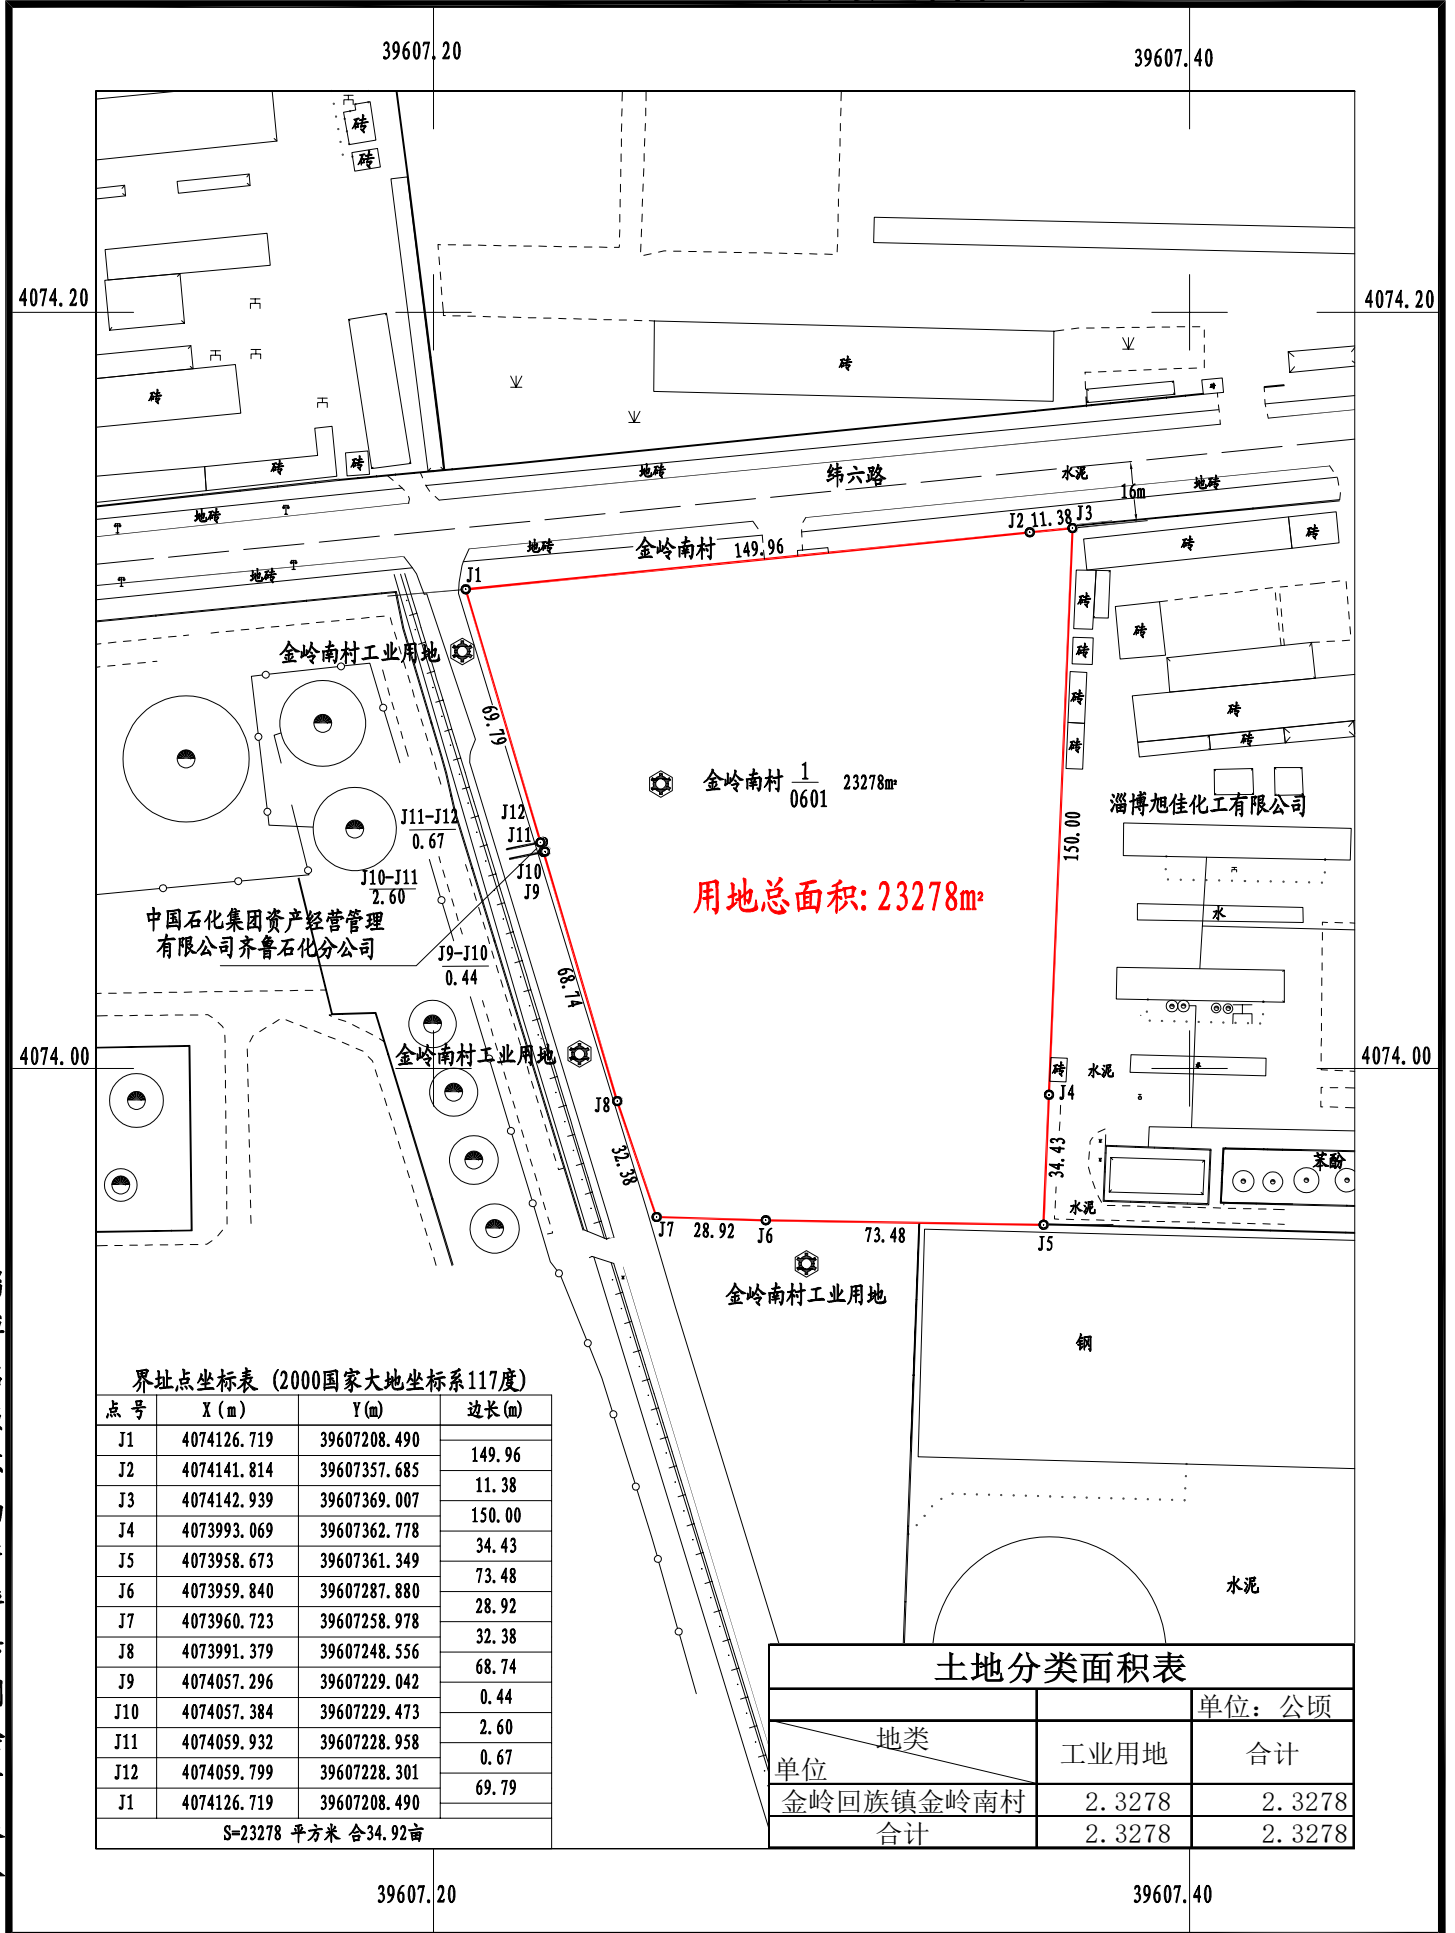 39607.20
39607.40
砖
砖
4074.20
4074.20
砖
砖
砖
砖
地砖
纬六路
水泥
地砖
16m
地砖
J2
11.38
J3
地砖
金岭南村
149.96
砖
砖
地砖
J1
砖
砖
金岭南村工业用地
砖
砖
砖
69.79
砖
砖
砖
金岭南村
1
0601
23278m²
淄博旭佳化工有限公司
J12
J11-J12
0.67
J11
150.00
J10
J10-J11
2.60
J9
用地总面积: 23278m²
水
中国石化集团资产经营管理
有限公司齐鲁石化分公司
J9-J10
0.44
68.74
4074.00
金岭南村工业用地
砖
水泥
4074.00
J8
J4
34.43
32.38
苯酚
水泥
J7
28.92
J6
73.48
J5
金岭南村工业用地
钢
水泥
界址点坐标表 (2000国家大地坐标系117度)
点 号 X(m) Y(m) 边长(m)
J1 4074126.719 39607208.490
149.96
J2 4074141.814 39607357.685
11.38
J3 4074142.939 39607369.007
150.00
J4 4073993.069 39607362.778
34.43
J5 4073958.673 39607361.349
73.48
J6 4073959.840 39607287.880
28.92
J7 4073960.723 39607258.978
32.38
J8 4073991.379 39607248.556
68.74
J9 4074057.296 39607229.042
0.44
J10 4074057.384 39607229.473
2.60
J11 4074059.932 39607228.958
0.67
J12 4074059.799 39607228.301
69.79
J1 4074126.719 39607208.490
S=23278 平方米 合34.92亩
土地分类面积表
单位: 公顷
地类
单位
工业用地 合计
金岭回族镇金岭南村 2.3278 2.3278
合计 2.3278 2.3278
39607.20
39607.40